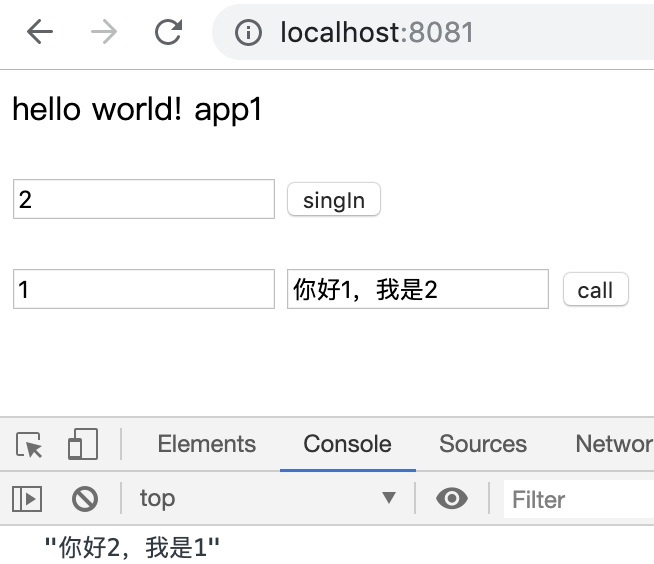 localhost:8081
hello world! app1
2 singIn
1 你好1，我是2 call
Elements Console Sources Networ
top Filter
"你好2，我是1"